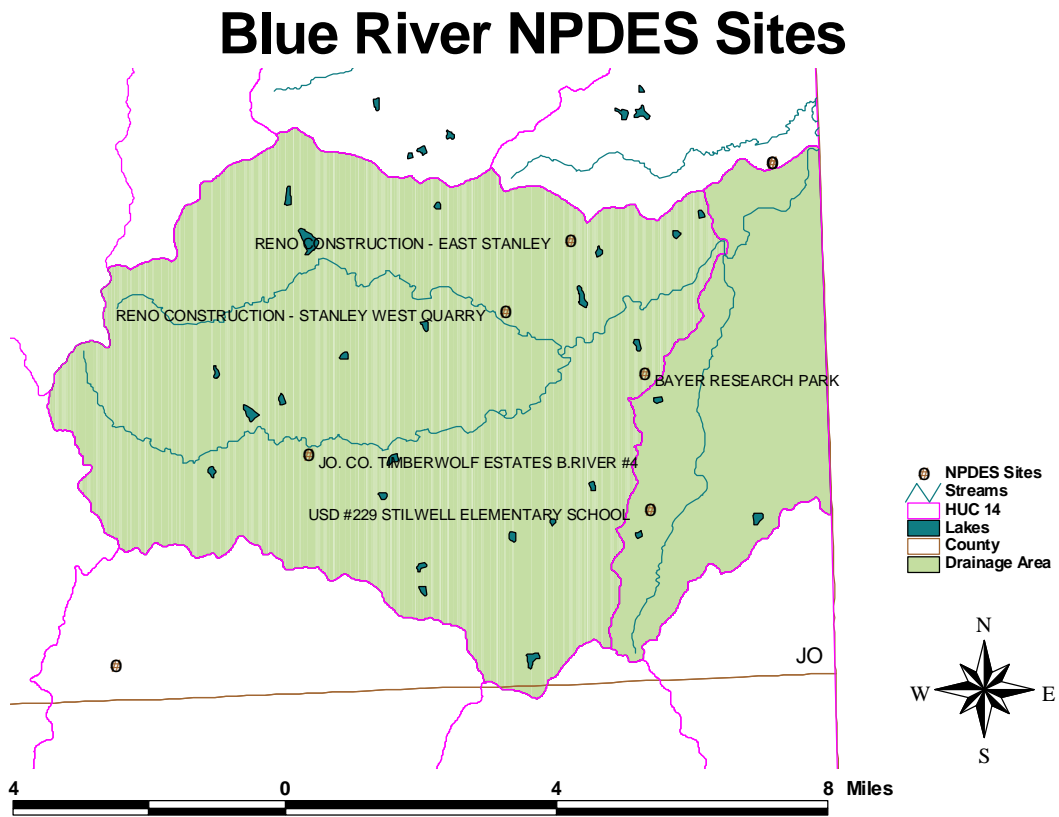 Blue River NPDES Sites
RENO CONSTRUCTION - EAST STANLEY
RENO CONSTRUCTION - STANLEY WEST QUARRY
BAYER RESEARCH PARK
JO. CO. TIMBERWOLF ESTATES B.RIVER #4
USD #229 STILWELL ELEMENTARY SCHOOL
JO
NPDES Sites
Streams
HUC 14
Lakes
County
Drainage Area
N
W E
S
4 0 4 8 Miles